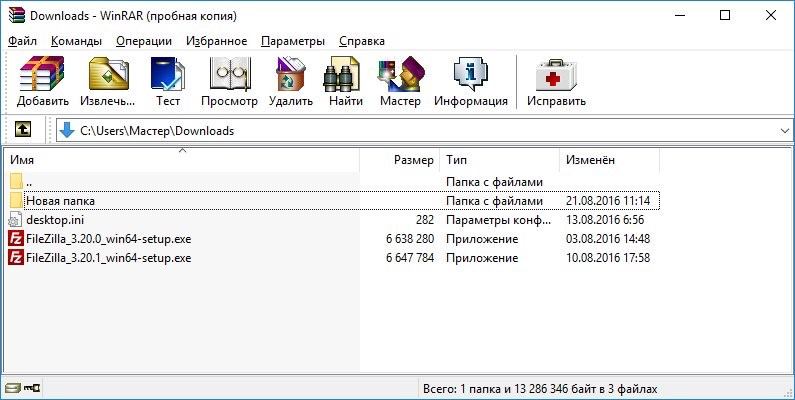 Downloads - WinRAR (пробная копия)
Файл Команды Операции Избранное Параметры Справка
Добавить Извлечь... Тест Просмотр Удалить Найти Мастер Информация Исправить
C:\Users\Мастер\Downloads
Имя Размер Тип Изменён
.. Папка с файлами
Новая папка Папка с файлами 21.08.2016 11:14
desktop.ini 282 Параметры конф... 13.08.2016 6:56
FileZilla_3.20.0_win64-setup.exe 6 638 280 Приложение 03.08.2016 14:48
FileZilla_3.20.1_win64-setup.exe 6 647 784 Приложение 10.08.2016 17:58
Всего: 1 папка и 13 286 346 байт в 3 файлах